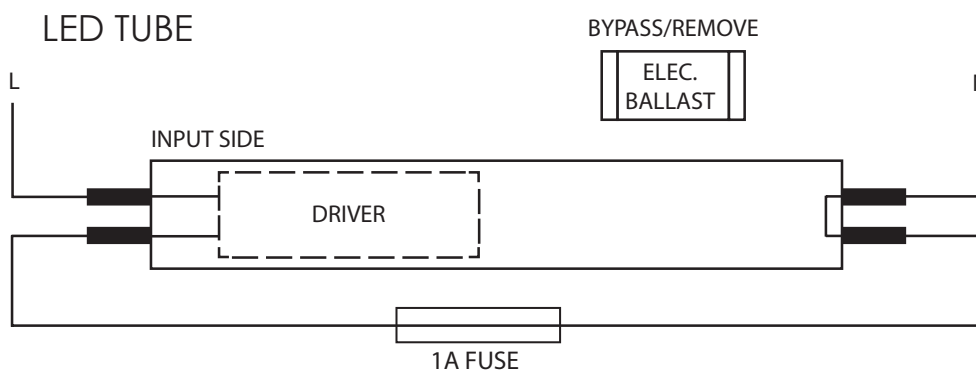 LED TUBE
BYPASS/REMOVE
ELEC.
BALLAST
L
INPUT SIDE
DRIVER
1A FUSE